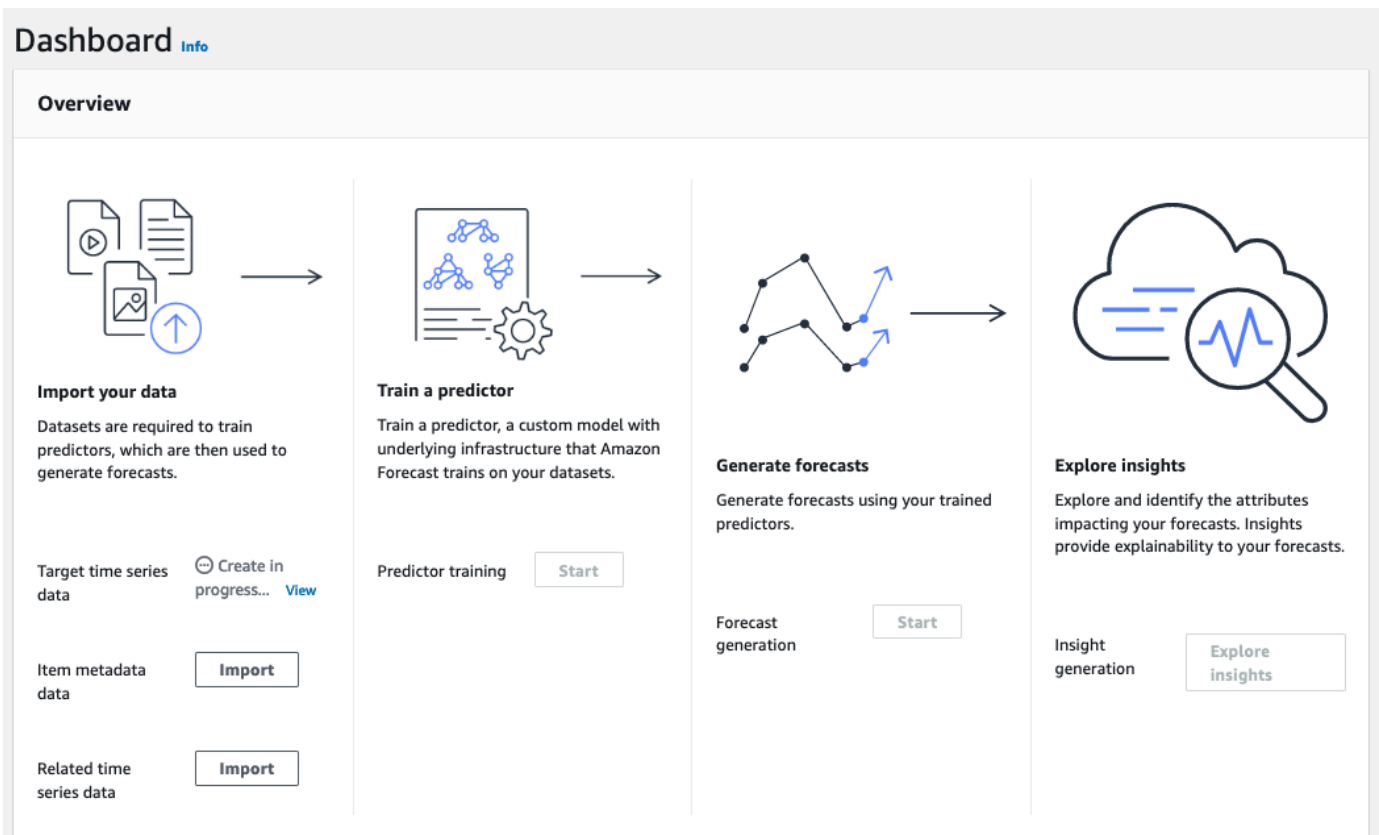 Dashboard Info
Overview
Import your data
Datasets are required to train
predictors, which are then used to
generate forecasts.
Target time series
data
Create in
progress... View
Item metadata
data
Import
Related time
series data
Import
Train a predictor
Train a predictor, a custom model with
underlying infrastructure that Amazon
Forecast trains on your datasets.
Predictor training
Start
Generate forecasts
Generate forecasts using your trained
predictors.
Forecast
generation
Start
Explore insights
Explore and identify the attributes
impacting your forecasts. Insights
provide explainability to your forecasts.
Insight
generation
Explore
insights